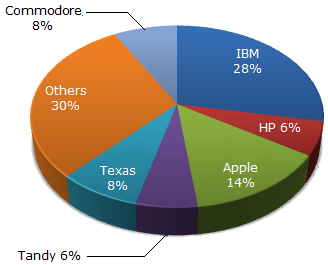 Commodore,
8%
IBM
28%
HP 6%
Apple
14%
Tandy 6%
Texas
8%
Others
30%